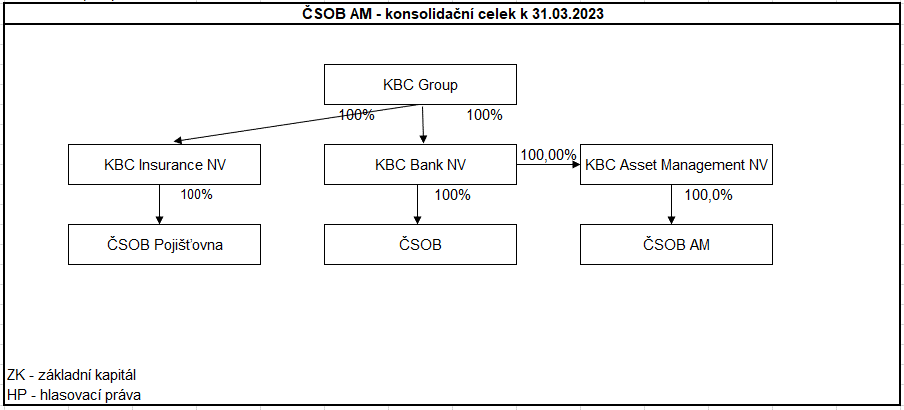 ČSOB AM - konsolidační celek k 31.03.2023
KBC Group
100%
100%
KBC Insurance NV
KBC Bank NV
100,00%
KBC Asset Management NV
100%
100%
100,0%
ČSOB Pojišťovna
ČSOB
ČSOB AM
ZK - základní kapitál
HP - hlasovací práva